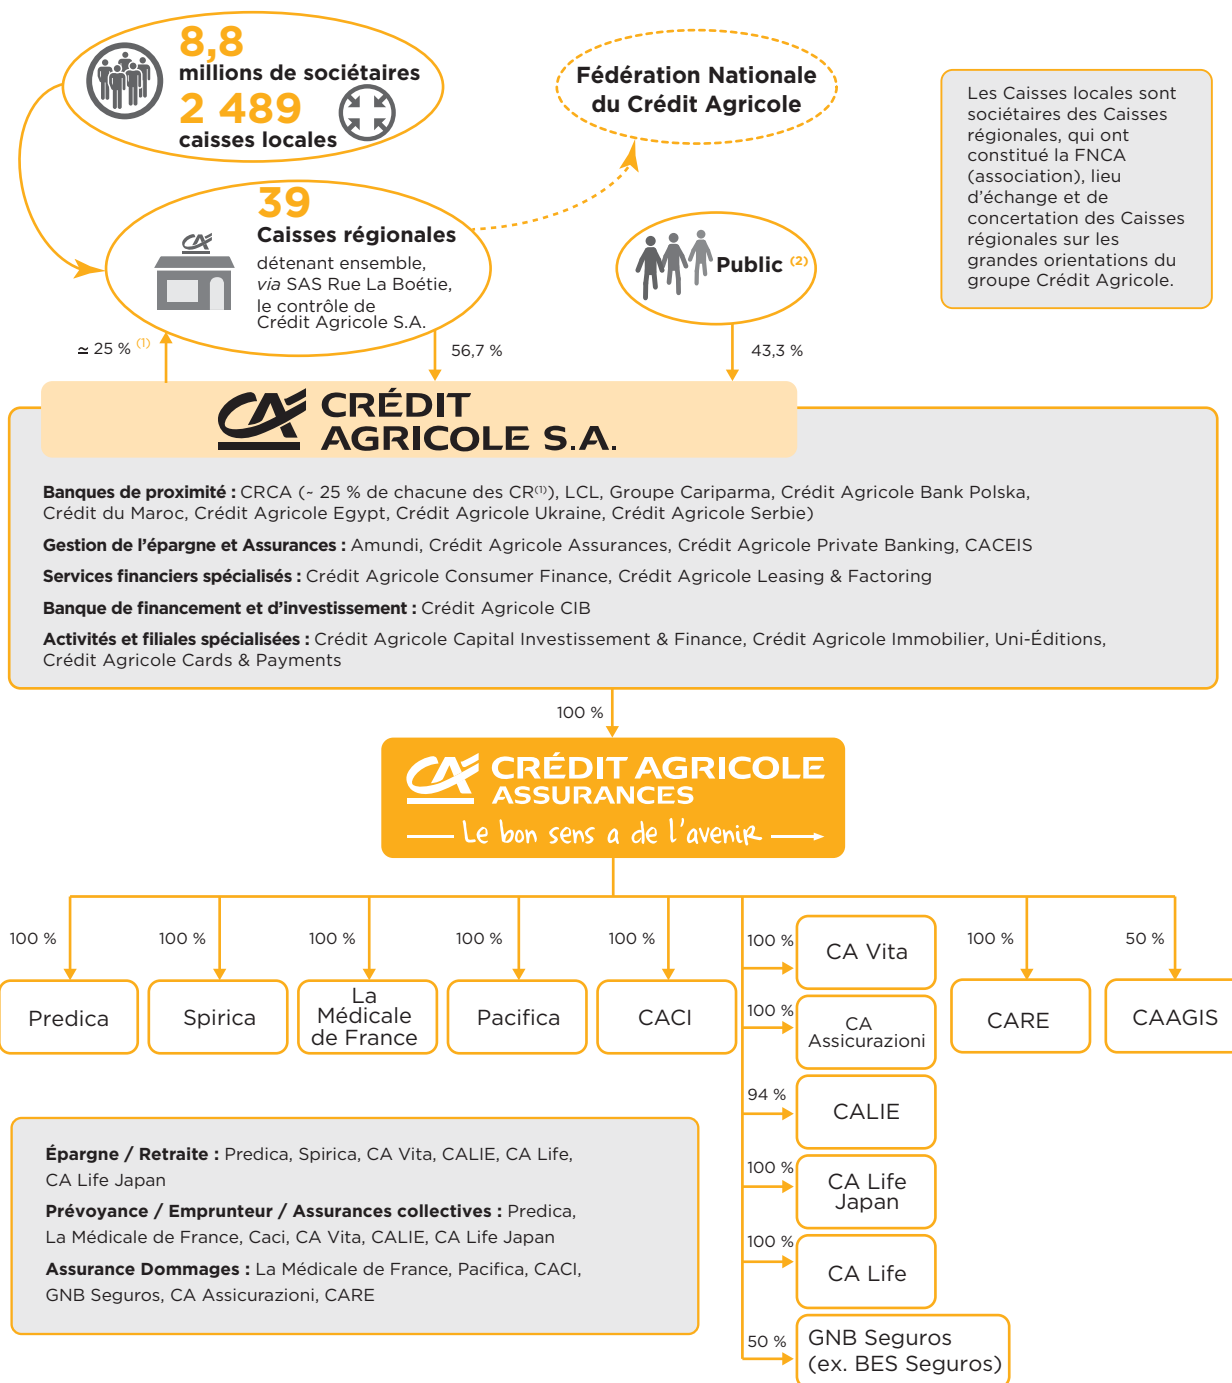 8,8
millions de sociétaires
2 489
caisses locales
Fédération Nationale
du Crédit Agricole
Les Caisses locales sont
sociétaires des Caisses
régionales, qui ont
constitué la FNCA
(association), lieu
d'échange et de
concertation des Caisses
régionales sur les
grandes orientations du
groupe Crédit Agricole.
39
Caisses régionales
détenant ensemble,
via SAS Rue La Boétie,
le contrôle de
Crédit Agricole S.A.
Public (2)
≃ 25 % (1)
56,7 %
43,3 %
CRÉDIT
AGRICOLE S.A.
Banques de proximité : CRCA (~ 25 % de chacune des CR(1)), LCL, Groupe Cariparma, Crédit Agricole Bank Polska,
Crédit du Maroc, Crédit Agricole Egypt, Crédit Agricole Ukraine, Crédit Agricole Serbie)
Gestion de l'épargne et Assurances : Amundi, Crédit Agricole Assurances, Crédit Agricole Private Banking, CACEIS
Services financiers spécialisés : Crédit Agricole Consumer Finance, Crédit Agricole Leasing & Factoring
Banque de financement et d'investissement : Crédit Agricole CIB
Activités et filiales spécialisées : Crédit Agricole Capital Investissement & Finance, Crédit Agricole Immobilier, Uni-Éditions,
Crédit Agricole Cards & Payments
100 %
CRÉDIT AGRICOLE
ASSURANCES
Le bon sens a de l'avenir
100 %
Predica
100 %
Spirica
100 %
La
Médicale
de France
100 %
Pacifica
100 %
CACI
100 %
CA Vita
100 %
CA
Assicurazioni
94 %
CALIE
100 %
CA Life
Japan
100 %
CA Life
50 %
GNB Seguros
(ex. BES Seguros)
100 %
CARE
50 %
CAAGIS
Épargne / Retraite : Predica, Spirica, CA Vita, CALIE, CA Life,
CA Life Japan
Prévoyance / Emprunteur / Assurances collectives : Predica,
La Médicale de France, Caci, CA Vita, CALIE, CA Life Japan
Assurance Dommages : La Médicale de France, Pacifica, CACI,
GNB Seguros, CA Assicurazioni, CARE